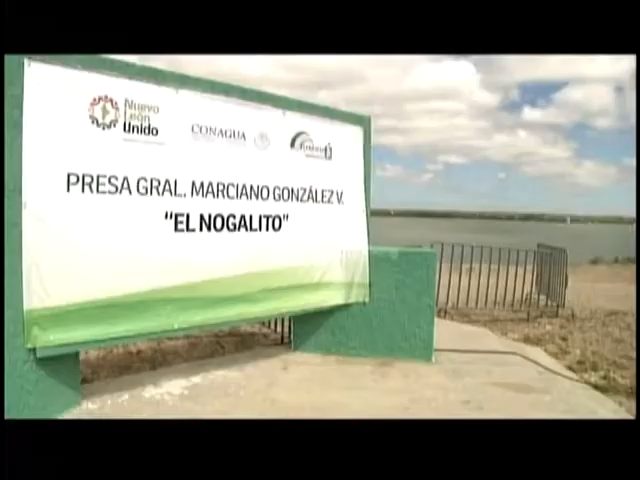 Nuevo
León
Unido
CONAGUA
PRESA GRAL. MARCIANO GONZÁLEZ V.
"EL NOGALITO"